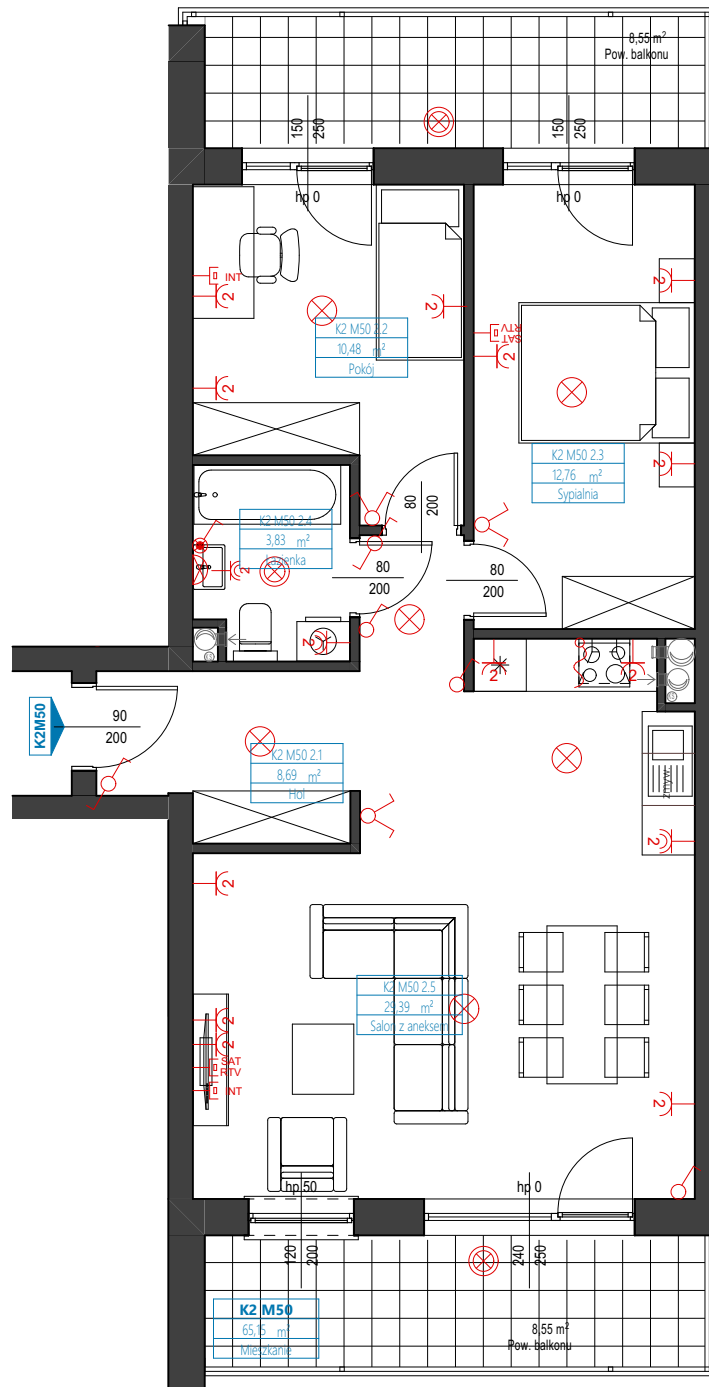 8,55 m²
Pow. balkonu
150
250
150
250
hp 0
hp 0
INT
2
2
2
2
SAT
RTV
2
K2 M50 2.2
10,48 m²
Pokój
2
K2 M50 2.3
12,76 m²
Sypialnia
80
200
K2 M50 2.4
3,83 m²
Łazienka
2
80
200
80
200
2
2
2
K2M50
90
200
K2 M50 2.1
8,69 m²
Hol
zmyw.
2
2
K2 M50 2.5
29,39 m²
Salon z aneksem
2
2
SAT
RTV
INT
2
hp 50
hp 0
120
200
240
250
K2 M50
65,15 m²
Mieszkanie
8,55 m²
Pow. balkonu